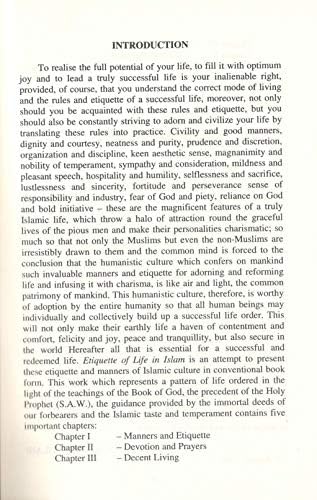 INTRODUCTION
To realise the full potential of your life, to fill it with optimum
joy and to lead a truly successful life is your inalienable right,
provided, of course, that you understand the correct mode of living
and the rules and etiquette of a successful life, moreover, not only
should you be acquainted with these rules and etiquette, but you
should also be constantly striving to adorn and civilize your life by
translating these rules into practice. Civility and good manners,
dignity and courtesy, neatness and purity, prudence and discretion,
organization and discipline, keen aesthetic sense, magnanimity and
nobility of temperament, sympathy and consideration, mildness and
pleasant speech, hospitality and humility, selflessness and sacrifice,
lustlessness and sincerity, fortitude and perseverance sense of
responsibility and industry, fear of God and piety, reliance on God
and bold initiative – these are the magnificent features of a truly
Islamic life, which throw a halo of attraction round the graceful
lives of the pious men and make their personalities charismatic; so
much so that not only the Muslims but even the non-Muslims are
irresistibly drawn to them and the common mind is forced to the
conclusion that the humanistic culture which confers on mankind
such invaluable manners and etiquette for adorning and reforming
life and infusing it with charisma, is like air and light, the common
patrimony of mankind. This humanistic culture, therefore, is worthy
of adoption by the entire humanity so that all human beings may
individually and collectively build up a successful life order. This
will not only make their earthly life a haven of contentment and
comfort, felicity and joy, peace and tranquillity, but also secure in
the world Hereafter all that is essential for a successful and
redeemed life. Etiquette of Life in Islam is an attempt to present
these etiquette and manners of Islamic culture in conventional book
form. This work which represents a pattern of life ordered in the
light of the teachings of the Book of God, the precedent of the Holy
Prophet (S.A.W.), the guidance provided by the immortal deeds of
our forbearers and the Islamic taste and temperament contains five
important chapters:
Chapter I – Manners and Etiquette
Chapter II – Devotion and Prayers
Chapter III – Decent Living